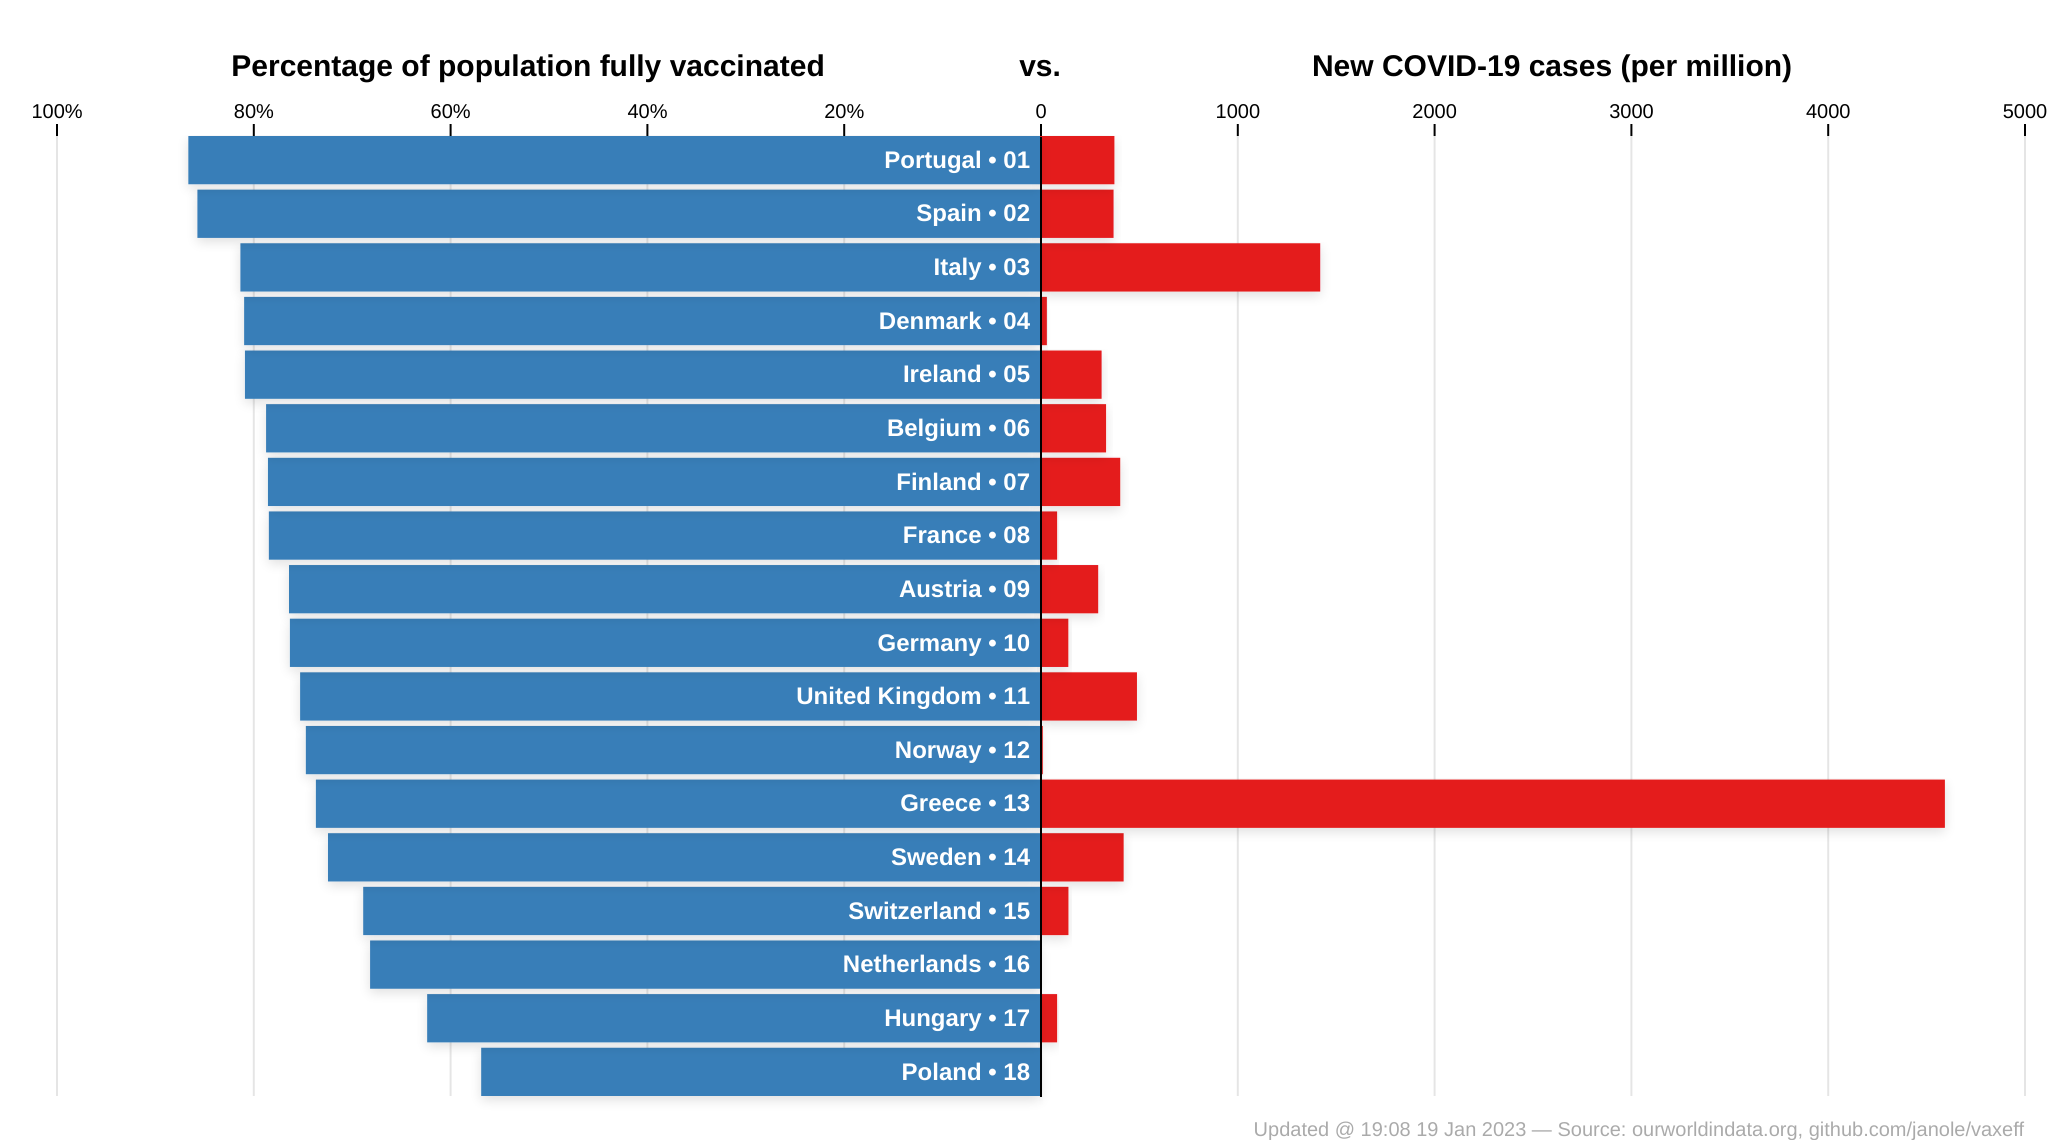 Percentage of population fully vaccinated vs. New COVID-19 cases (per million)
100% 80% 60% 40% 20% 0 1000 2000 3000 4000 5000
Portugal • 01
Spain • 02
Italy • 03
Denmark • 04
Ireland • 05
Belgium • 06
Finland • 07
France • 08
Austria • 09
Germany • 10
United Kingdom • 11
Norway • 12
Greece • 13
Sweden • 14
Switzerland • 15
Netherlands • 16
Hungary • 17
Poland • 18
Updated @ 19:08 19 Jan 2023 — Source: ourworldindata.org, github.com/janole/vaxeff